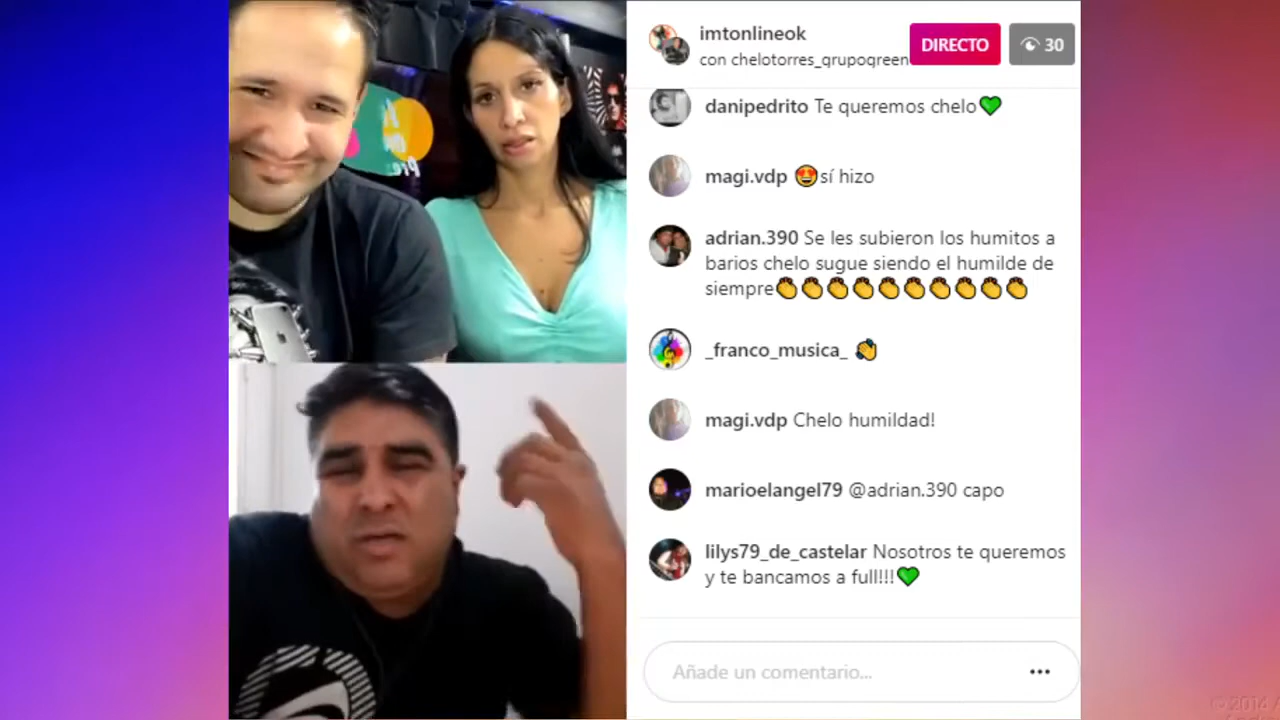 imtonlineok
con chelotorres_grupogreen
DIRECTO
30
danipedrito Te queremos chelo💚
magi.vdp 😍sí hizo
adrian.390 Se les subieron los humitos a
barios chelo sugue siendo el humilde de
siempre👏👏👏👏👏👏👏👏👏👏
_franco_musica_ 👏
magi.vdp Chelo humildad!
marioelangel79 @adrian.390 capo
lilys79_de_castelar Nosotros te queremos
y te bancamos a full!!!💚
Añade un comentario...
© 2014